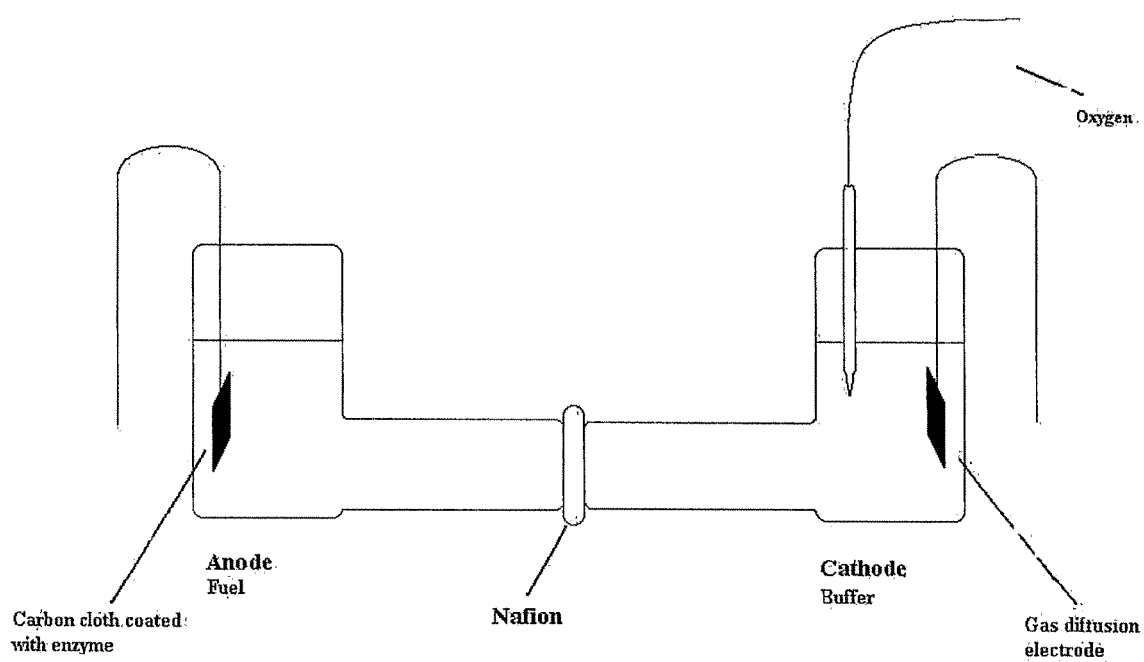 Oxygen
Anode
Fuel
Cathode
Buffer
Nafion
Carbon cloth coated
with enzyme
Gas diffusion
electrode